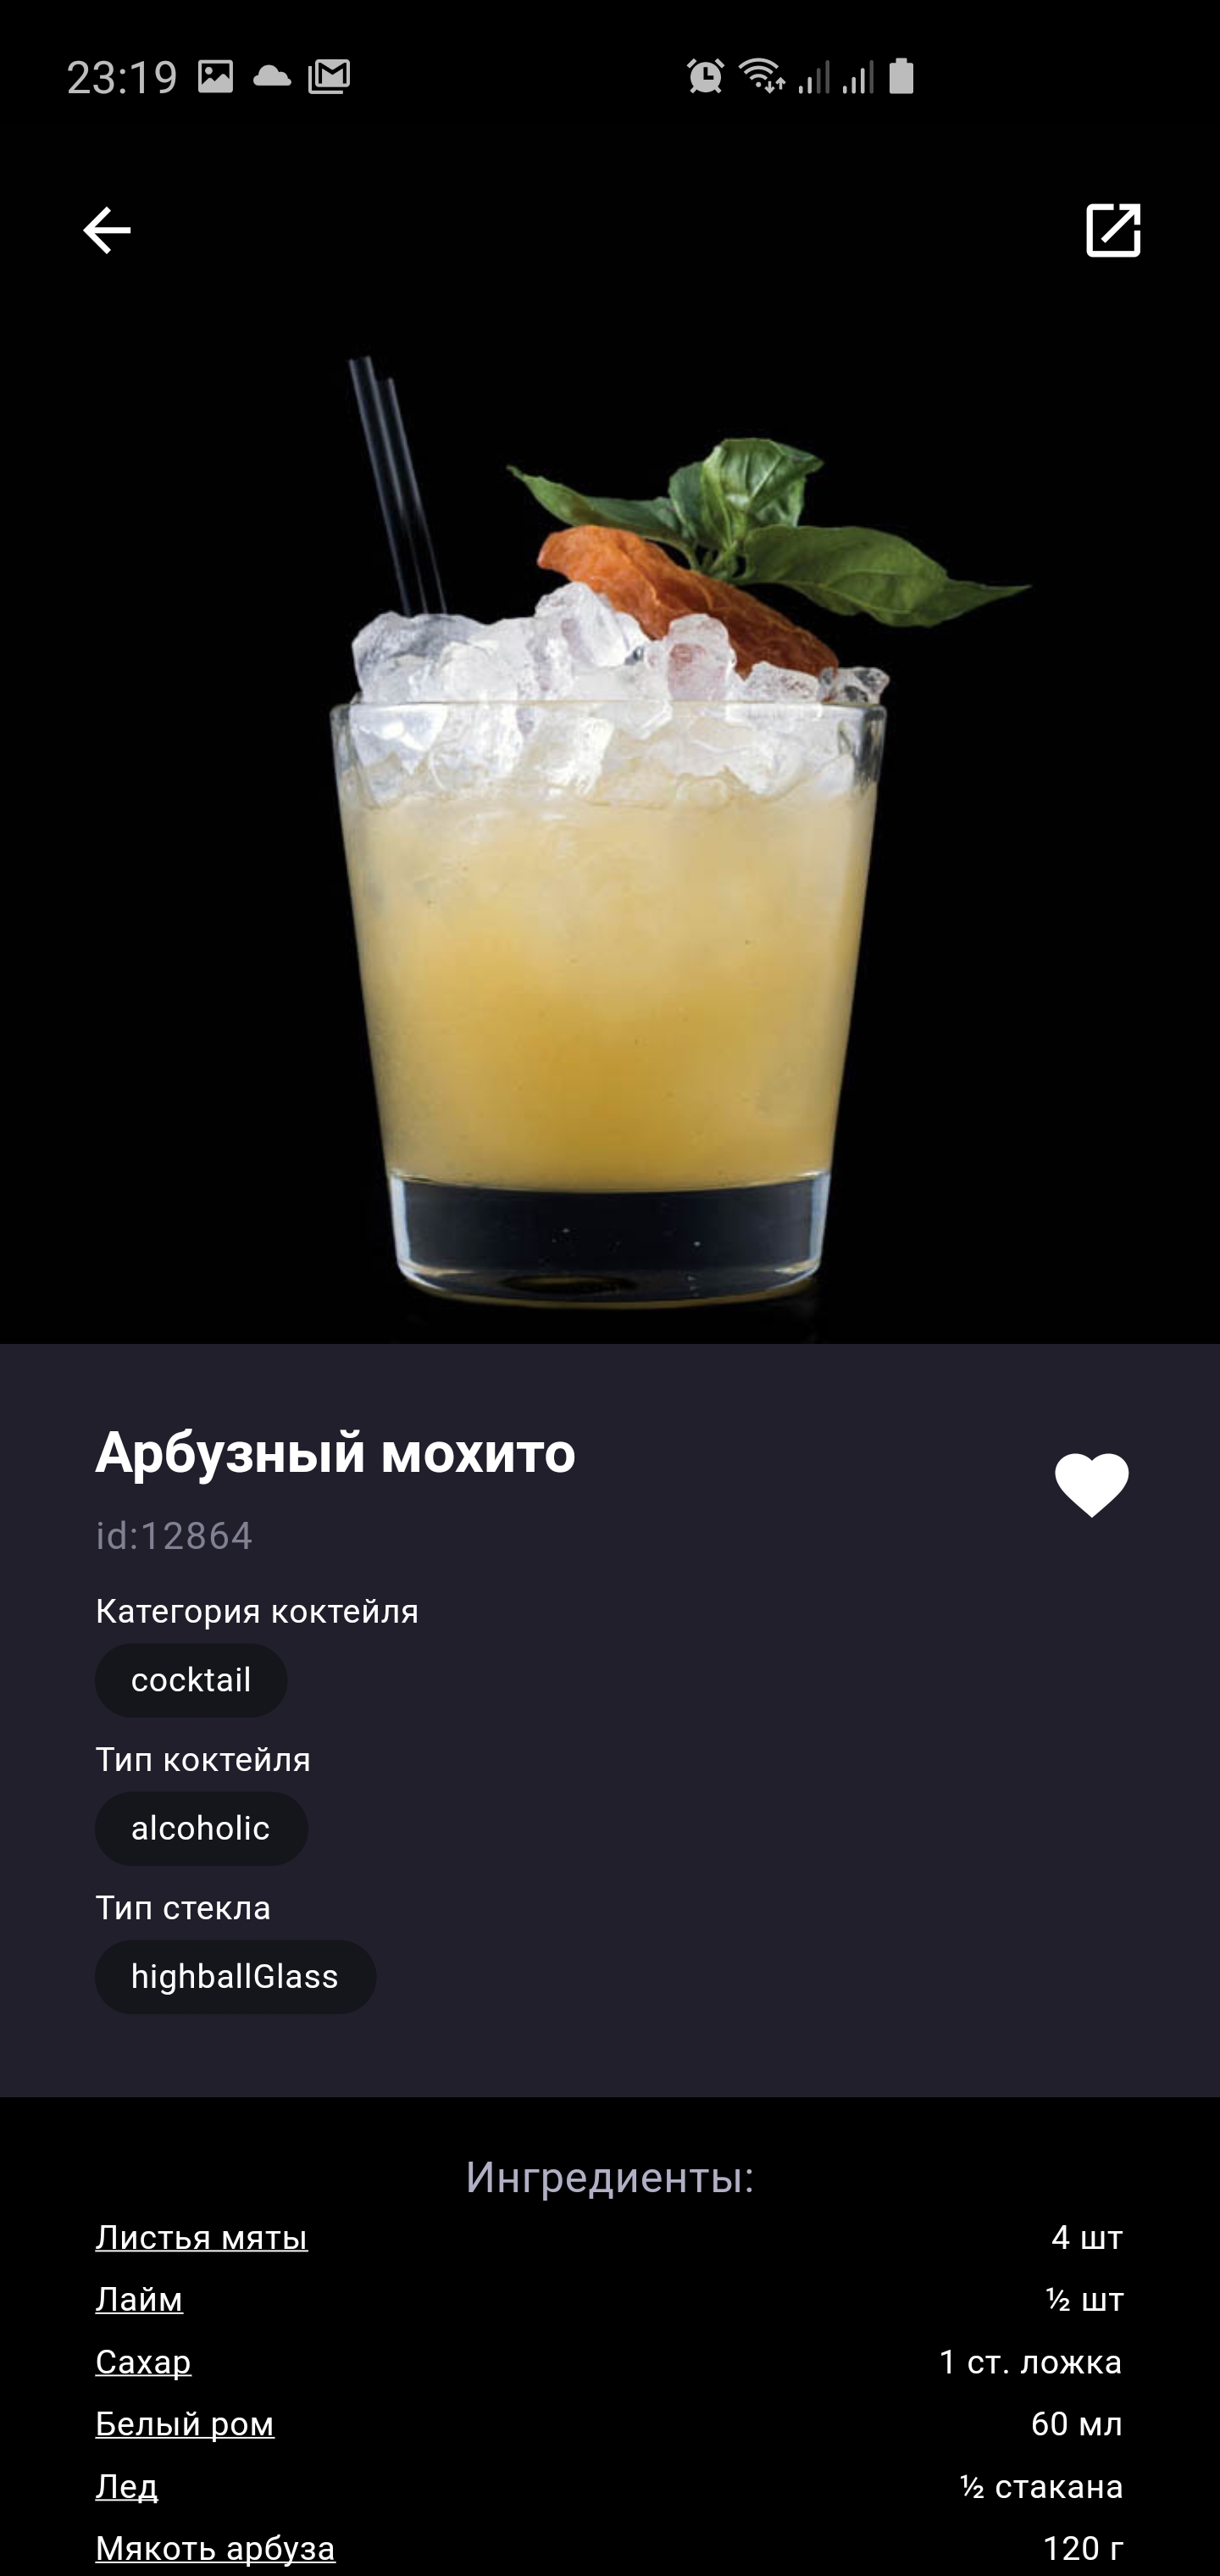 23:19
Арбузный мохито
id:12864
Категория коктейля
cocktail
Тип коктейля
alcoholic
Тип стекла
highballGlass
Ингредиенты:
Листья мяты 4 шт
Лайм ½ шт
Сахар 1 ст. ложка
Белый ром 60 мл
Лед ½ стакана
Мякоть арбуза 120 г